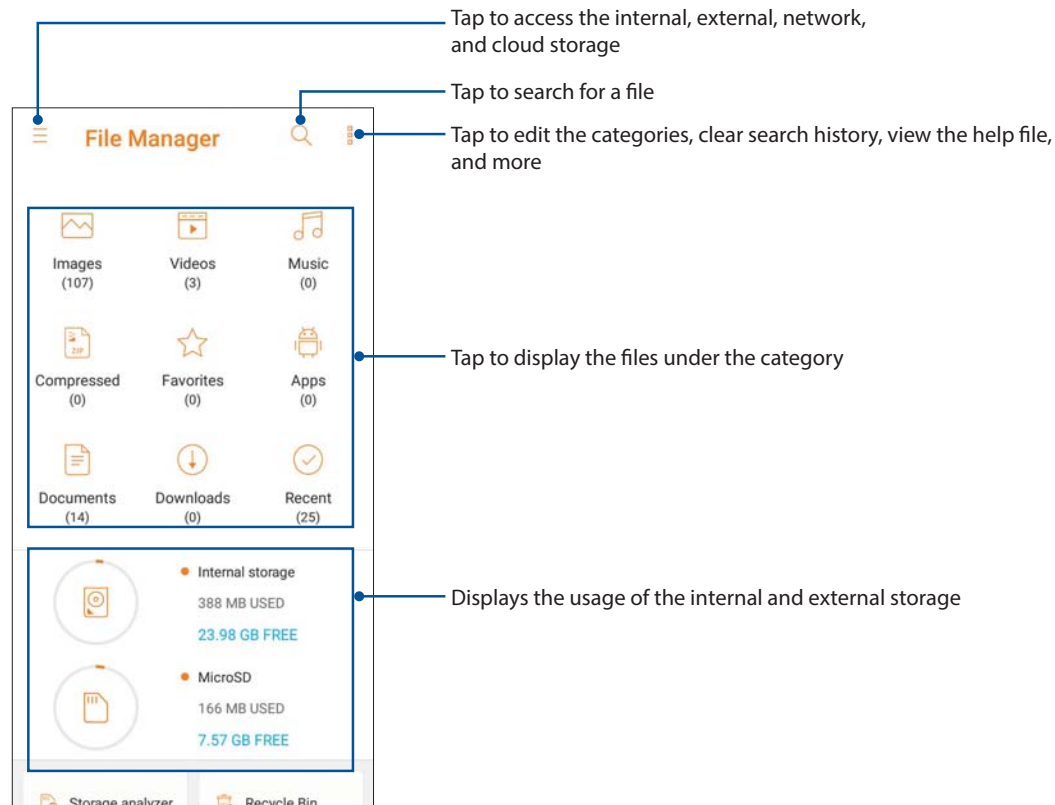 Tap to access the internal, external, network,
and cloud storage
Tap to search for a file
File Manager
Tap to edit the categories, clear search history, view the help file,
and more
Images
(107)
Videos
(3)
Music
(0)
ZIP
Compressed
(0)
Favorites
(0)
Apps
(0)
Tap to display the files under the category
Documents
(14)
Downloads
(0)
Recent
(25)
Internal storage
388 MB USED
23.98 GB FREE
Displays the usage of the internal and external storage
MicroSD
166 MB USED
7.57 GB FREE
Storage analyzer
Recycle Bin